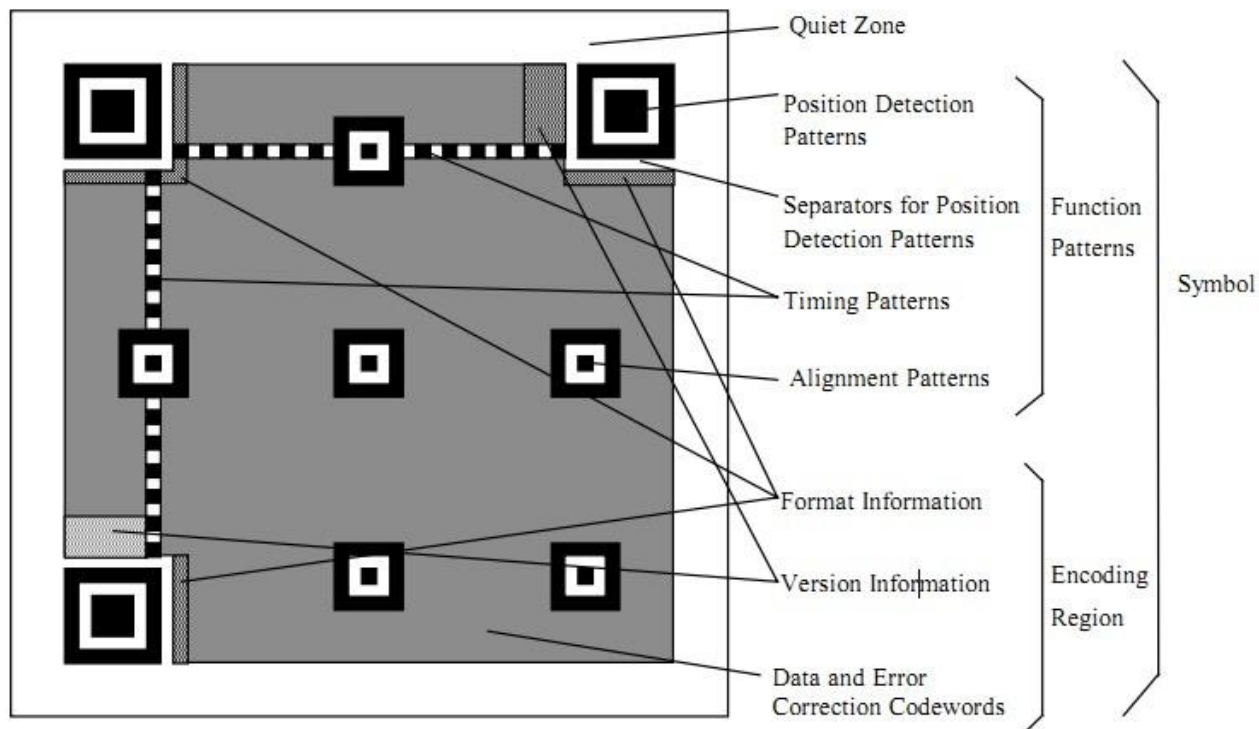 Quiet Zone
Position Detection
Patterns
Separators for Position
Detection Patterns
Function
Patterns
Symbol
Timing Patterns
Alignment Patterns
Format Information
Version Information
Encoding
Region
Data and Error
Correction Codewords